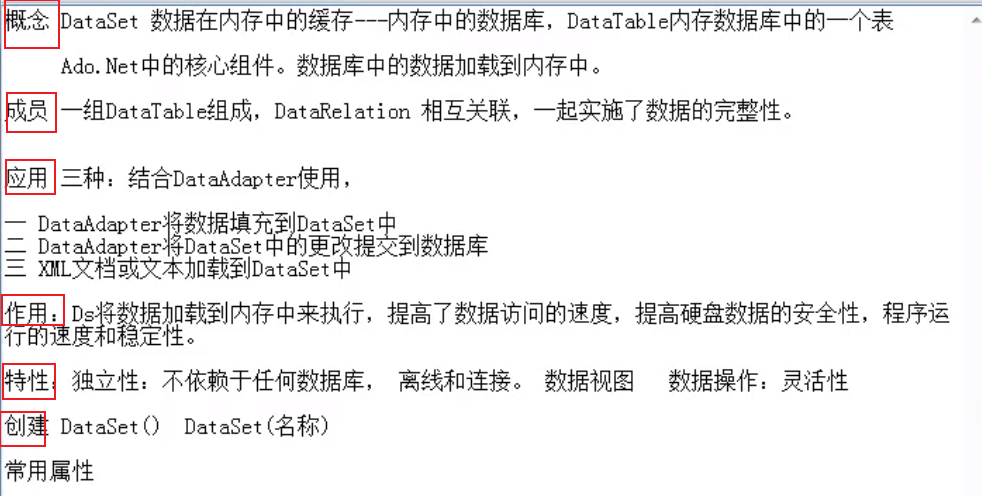 概念 DataSet 数据在内存中的缓存---内存中的数据库，DataTable内存数据库中的一个表
Ado.Net中的核心组件。数据库中的数据加载到内存中。
成员 一组DataTable组成，DataRelation 相互关联，一起实施了数据的完整性。
应用 三种：结合DataAdapter使用，
一 DataAdapter将数据填充到DataSet中
二 DataAdapter将DataSet中的更改提交到数据库
三 XML文档或文本加载到DataSet中
作用：Ds将数据加载到内存中来执行，提高了数据访问的速度，提高硬盘数据的安全性，程序运
行的速度和稳定性。
特性：独立性：不依赖于任何数据库， 离线和连接。 数据视图 数据操作：灵活性
创建 DataSet() DataSet(名称)
常用属性